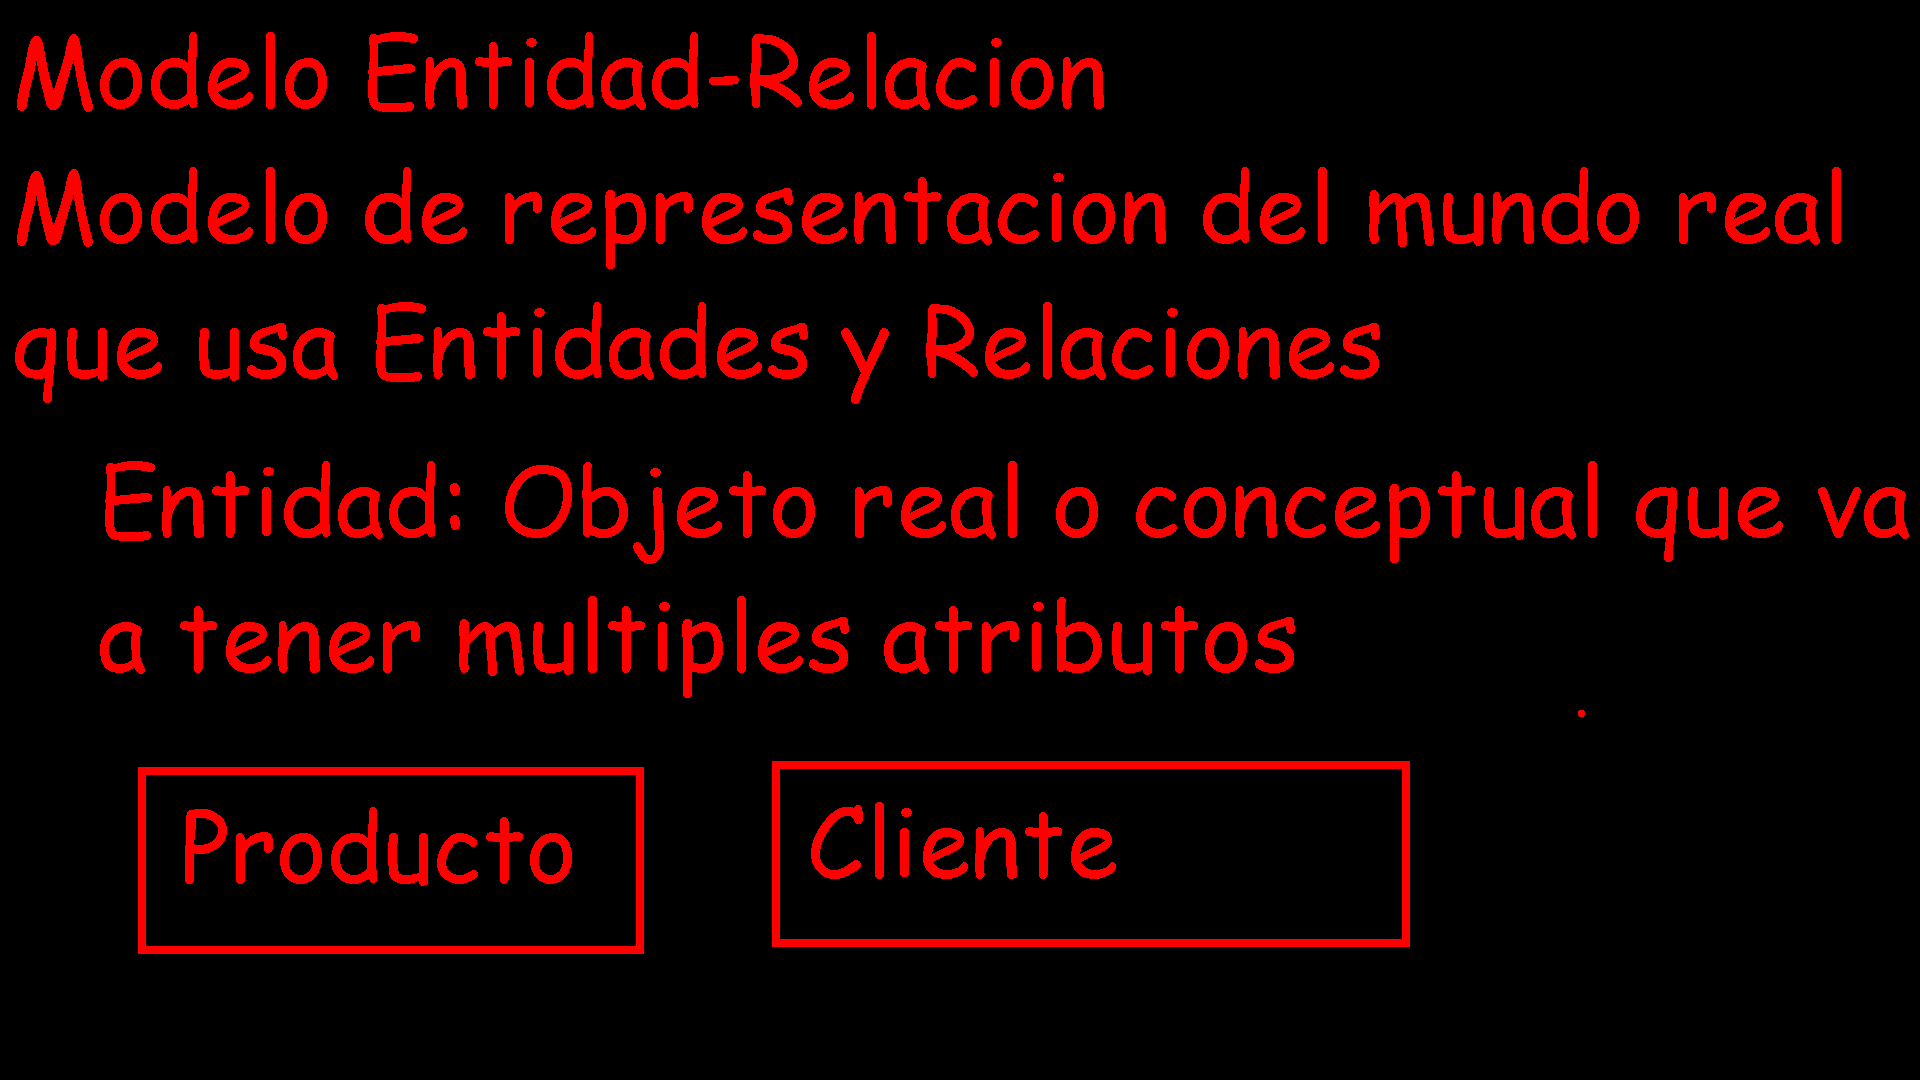 Modelo Entidad-Relacion
Modelo de representacion del mundo real
que usa Entidades y Relaciones
Entidad: Objeto real o conceptual que va
a tener multiples atributos
Producto
Cliente